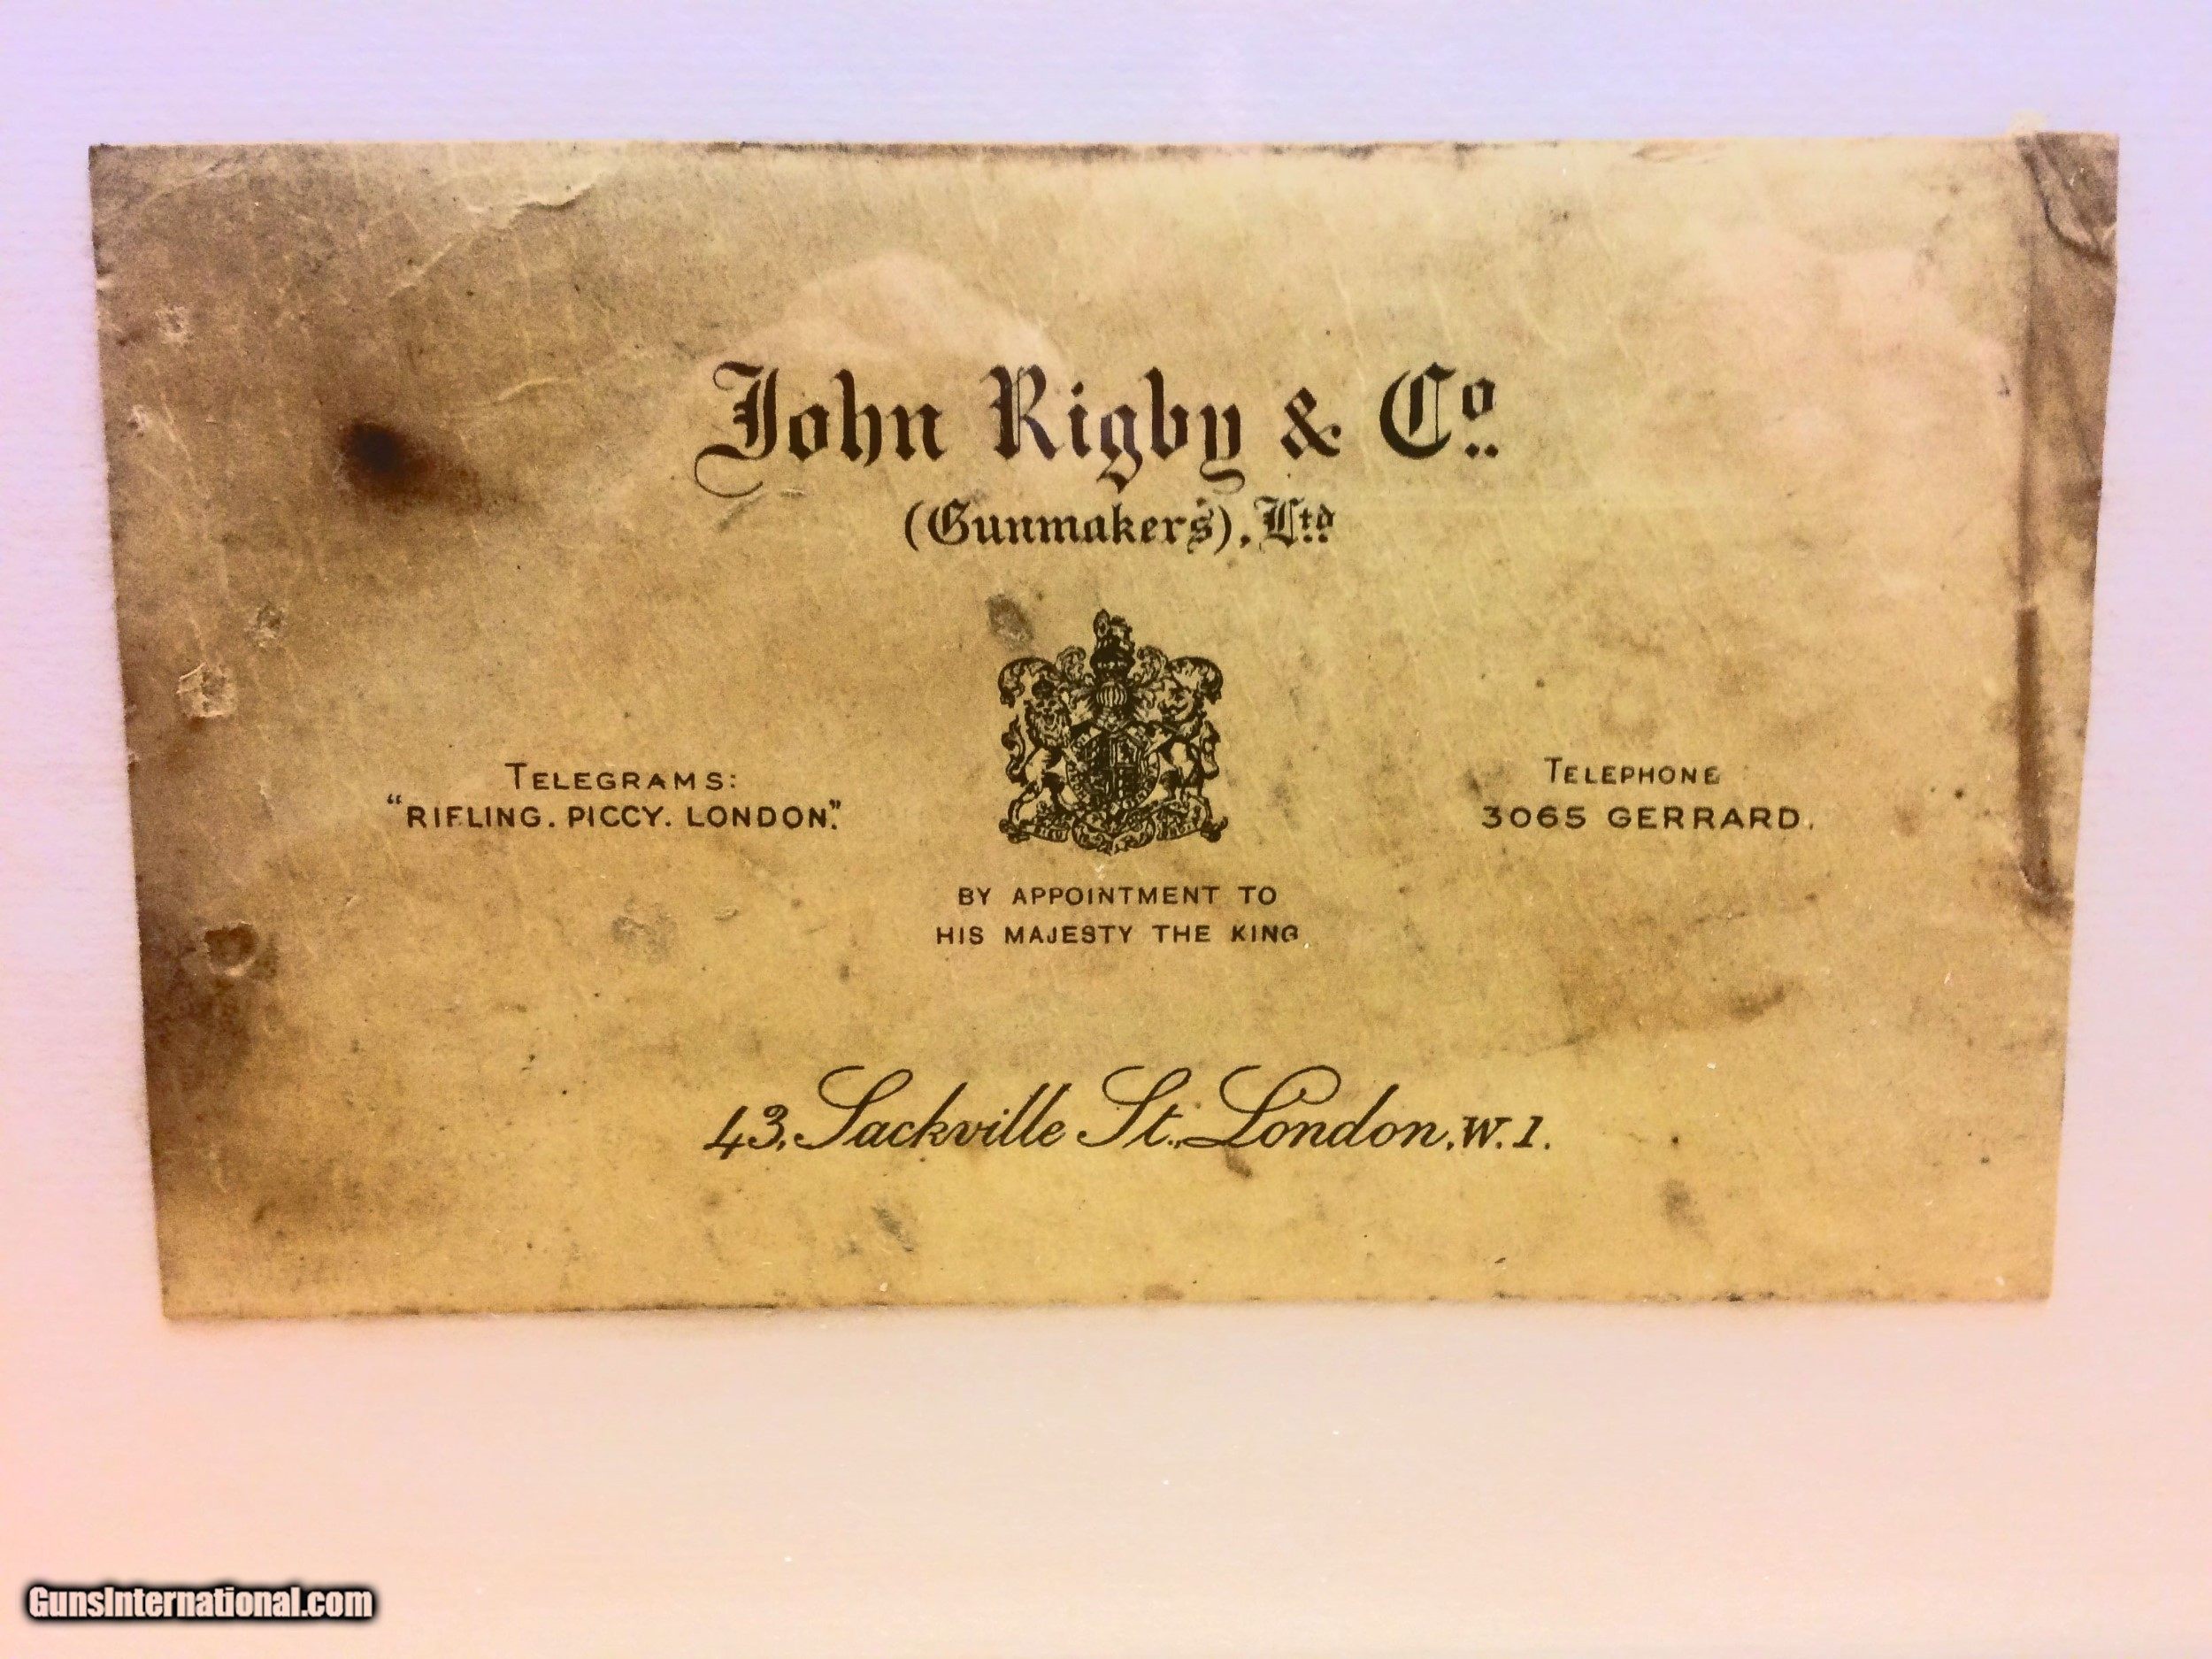 John Rigby & Co..
(Gunmakers), Ltd.
TELEGRAMS:
"RIFLING. PICCY. LONDON."
TELEPHONE
3065 GERRARD.
BY APPOINTMENT TO
HIS MAJESTY THE KING
43, Sackville St., London, W. 1.
GunsInternational.com